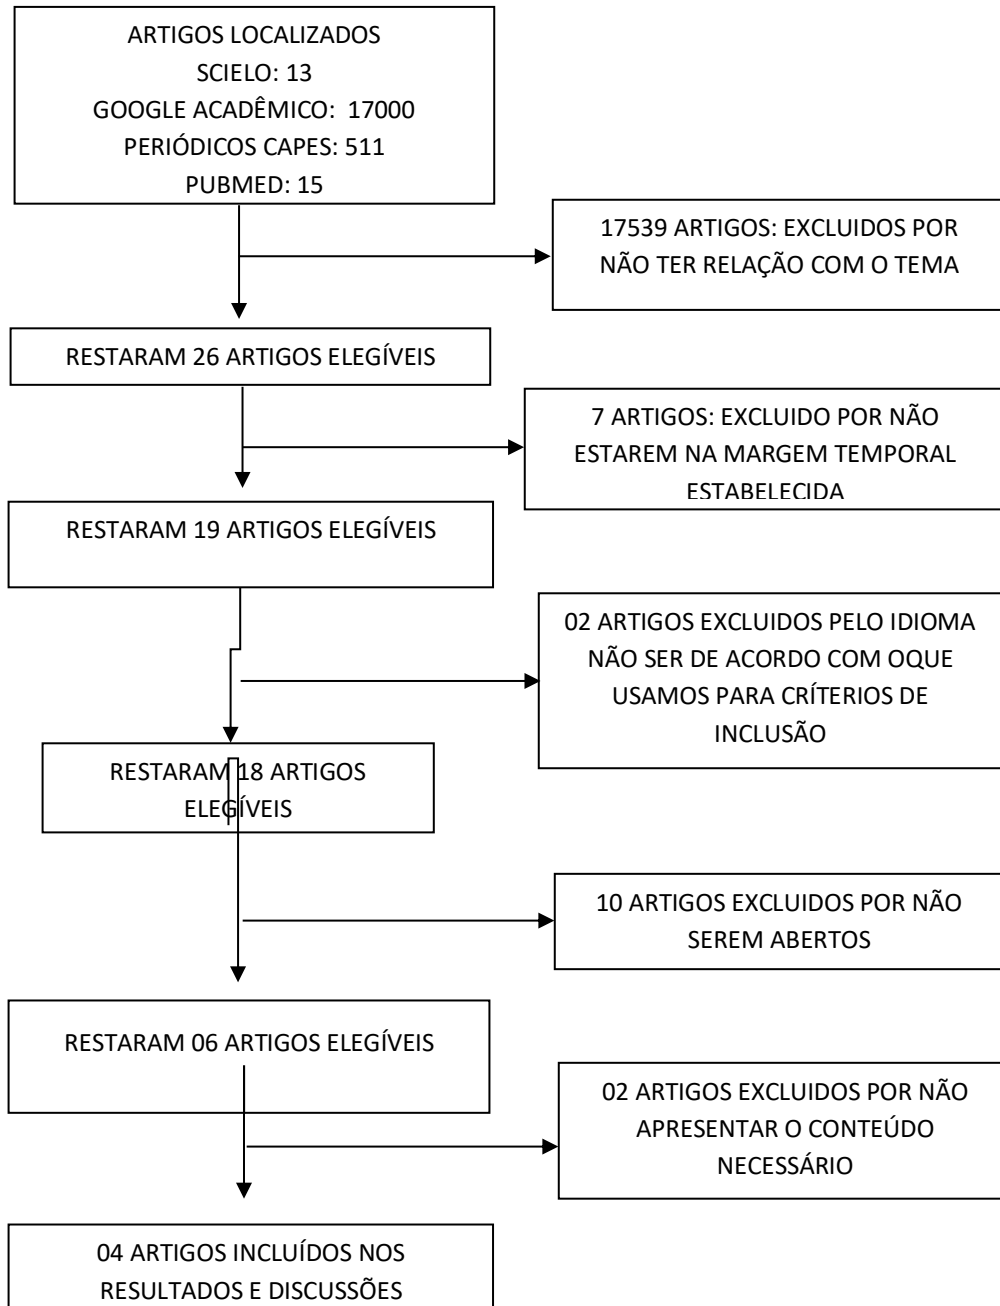 ARTIGOS LOCALIZADOS
SCIELO: 13
GOOGLE ACADÊMICO:  17000
PERIÓDICOS CAPES: 511
PUBMED: 15
17539 ARTIGOS: EXCLUIDOS POR
NÃO TER RELAÇÃO COM O TEMA
RESTARAM 26 ARTIGOS ELEGÍVEIS
7 ARTIGOS: EXCLUIDO POR NÃO
ESTAREM NA MARGEM TEMPORAL
ESTABELECIDA
RESTARAM 19 ARTIGOS ELEGÍVEIS
02 ARTIGOS EXCLUIDOS PELO IDIOMA
NÃO SER DE ACORDO COM OQUE
USAMOS PARA CRÍTERIOS DE
INCLUSÃO
RESTARAM 18 ARTIGOS
ELEGÍVEIS
10 ARTIGOS EXCLUIDOS POR NÃO
SEREM ABERTOS
RESTARAM 06 ARTIGOS ELEGÍVEIS
02 ARTIGOS EXCLUIDOS POR NÃO
APRESENTAR O CONTEÚDO
NECESSÁRIO
04 ARTIGOS INCLUÍDOS NOS
RESULTADOS E DISCUSSÕES